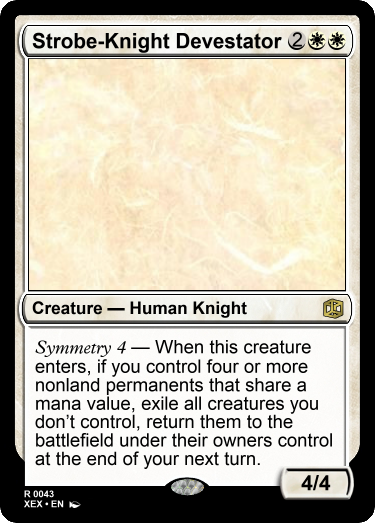 Strobe-Knight Devestator 2
Creature — Human Knight
Symmetry 4 — When this creature
enters, if you control four or more
nonland permanents that share a
mana value, exile all creatures you
don't control, return them to the
battlefield under their owners control
at the end of your next turn.
4/4
R 0043
XEX • EN